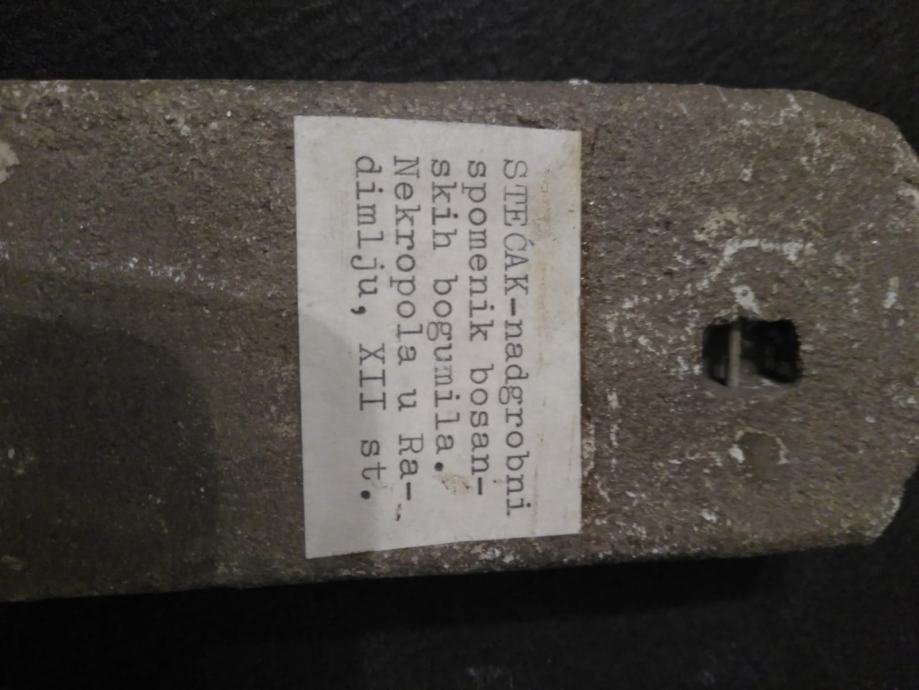 STEĆAK-nadgrobni
spomenik bosan-
skih bogumila.
Nekropola u Ra-
dimlju, XII st.